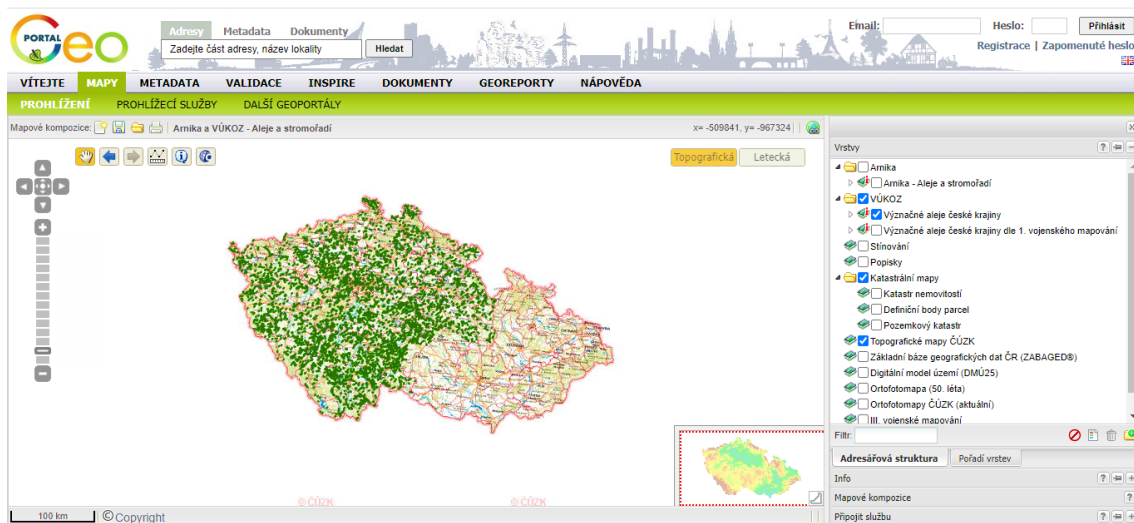 PORTAL
Geo
Adresy Metadata Dokumenty
Zadejte část adresy, název lokality Hledat
Email: Heslo: Přihlásit
Registrace | Zapomenuté heslo
VÍTEJTE MAPY METADATA VALIDACE INSPIRE DOKUMENTY GEOREPORTY NÁPOVĚDA
PROHLÍŽENÍ PROHLÍŽECÍ SLUŽBY DALŠÍ GEOPORTÁLY
Mapové kompozice: Arnika a VÚKOZ - Aleje a stromořadí x= -509841, y= -967324
Topografická Letecká
Vrstvy
Arnika
Arnika - Aleje a stromořadí
VÚKOZ
Význačné aleje české krajiny
Význačné aleje české krajiny dle 1. vojenského mapování
Stínování
Popisky
Katastrální mapy
Katastr nemovitostí
Definiční body parcel
Pozemkový katastr
Topografické mapy ČÚZK
Základní báze geografických dat ČR (ZABAGED®)
Digitální model území (DMÚ25)
Ortofotomapa (50. léta)
Ortofotomapy ČÚZK (aktuální)
III. vojenské mapování
Filtr:
Adresářová struktura Pořadí vrstev
Info
Mapové kompozice
Připojit službu
© ČÚZK © ČÚZK
100 km © Copyright